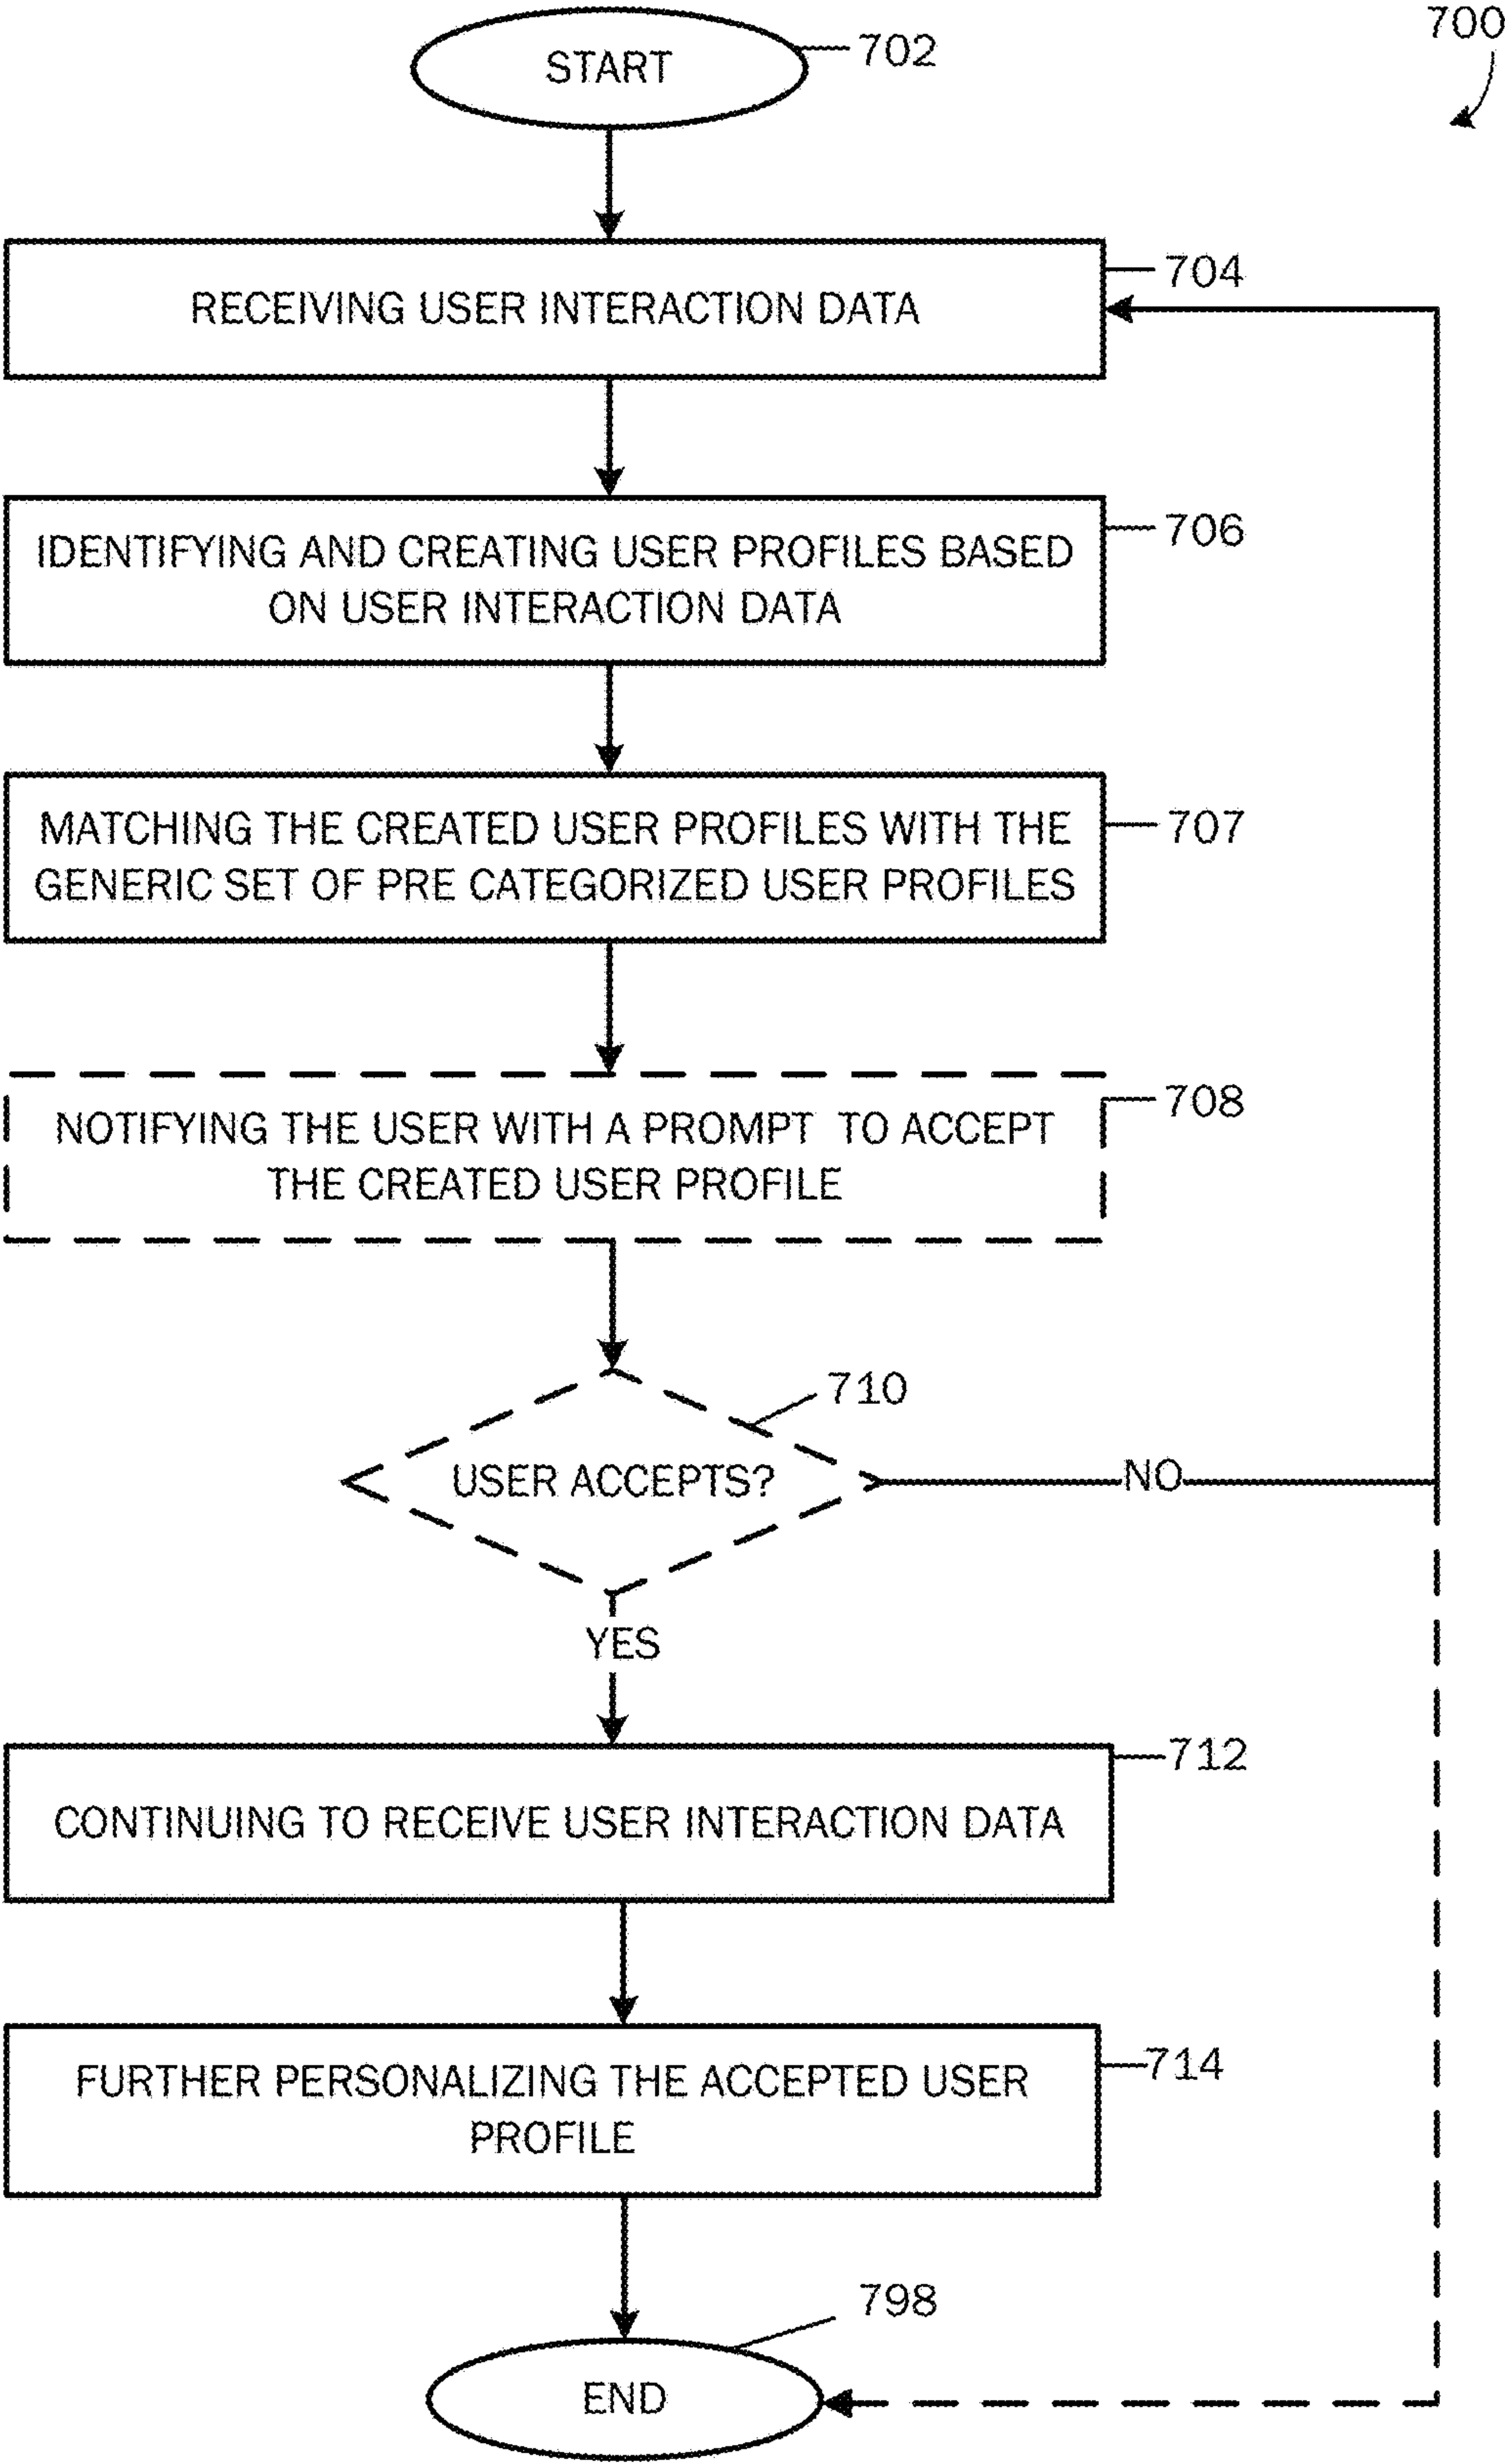 700
START
702
RECEIVING USER INTERACTION DATA
704
IDENTIFYING AND CREATING USER PROFILES BASED
ON USER INTERACTION DATA
706
MATCHING THE CREATED USER PROFILES WITH THE
GENERIC SET OF PRE CATEGORIZED USER PROFILES
707
NOTIFYING THE USER WITH A PROMPT TO ACCEPT
THE CREATED USER PROFILE
708
USER ACCEPTS?
710
NO
YES
CONTINUING TO RECEIVE USER INTERACTION DATA
712
FURTHER PERSONALIZING THE ACCEPTED USER
PROFILE
714
END
798